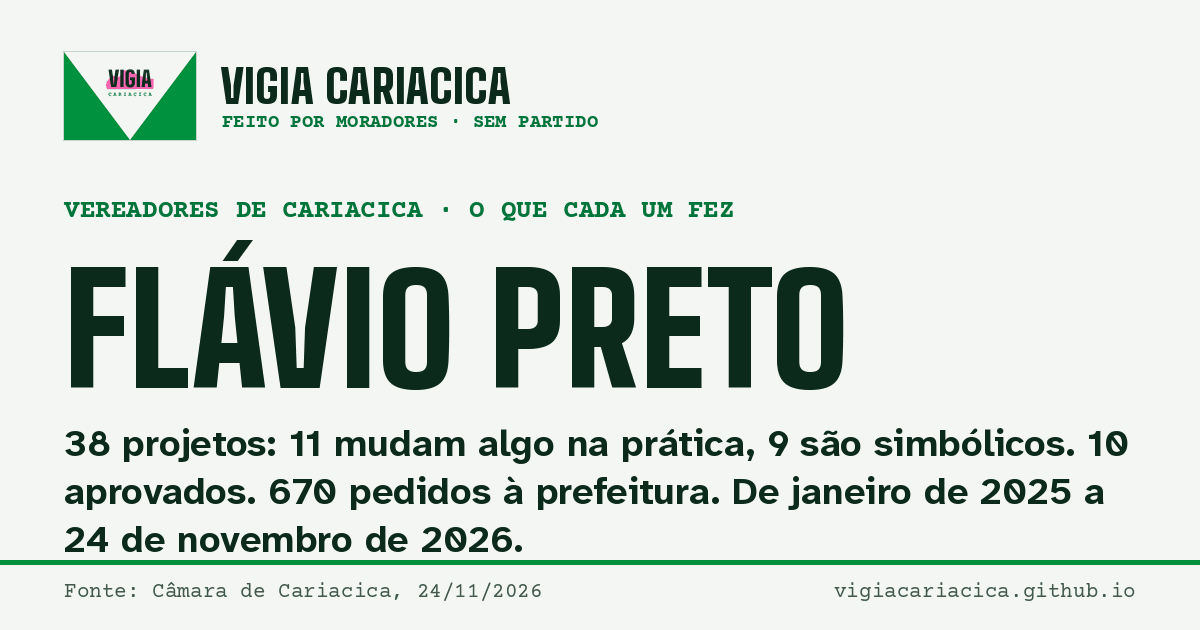 VIGIA
CARIACICA
VIGIA CARIACICA
FEITO POR MORADORES · SEM PARTIDO
VEREADORES DE CARIACICA · O QUE CADA UM FEZ
FLÁVIO PRETO
38 projetos: 11 mudam algo na prática, 9 são simbólicos. 10
aprovados. 670 pedidos à prefeitura. De janeiro de 2025 a
24 de novembro de 2026.
Fonte: Câmara de Cariacica, 24/11/2026
vigiacariacica.github.io